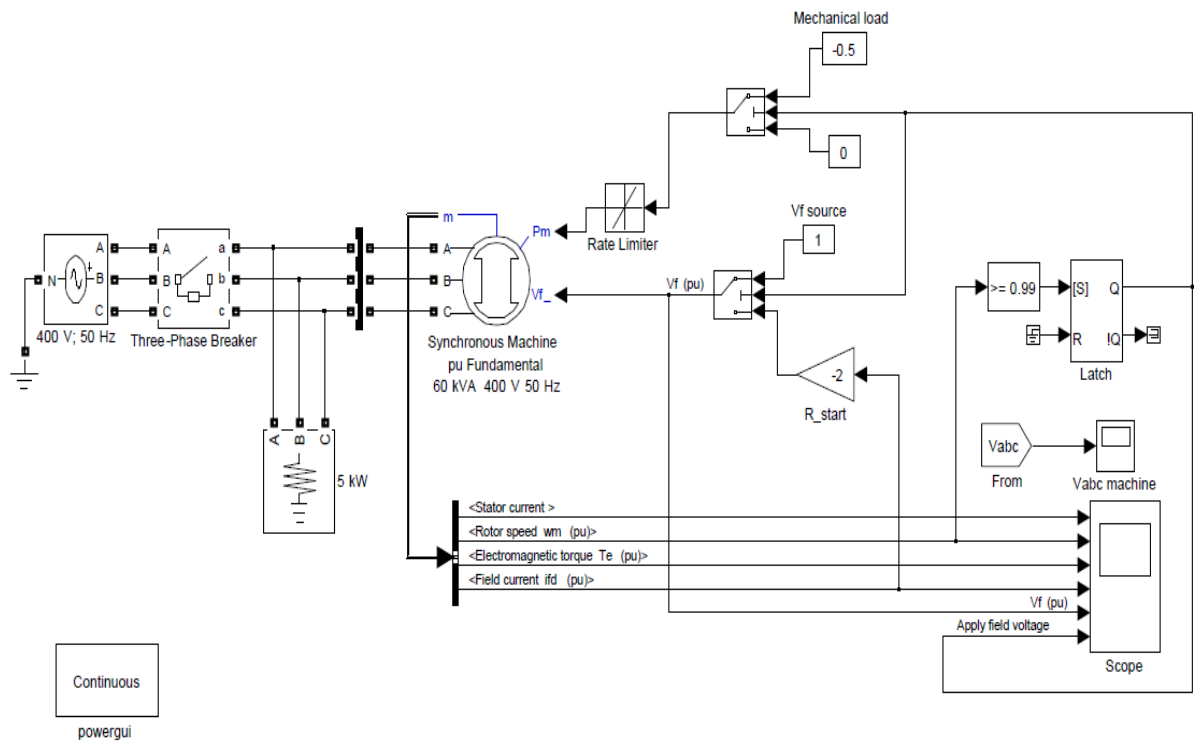 Mechanical load
-0.5
0
Rate Limiter
Vf source
1
m
Pm
Vf_
Vf (pu)
A
B
C
N
+
400 V; 50 Hz
A
B
C
a
b
c
Three-Phase Breaker
A
B
C
Synchronous Machine
pu Fundamental
60 kVA 400 V 50 Hz
>= 0.99
[S]
Q
R
!Q
Latch
-2
R_start
A
B
C
5 kW
Vabc
From
Vabc machine
<Stator current >
<Rotor speed wm (pu)>
<Electromagnetic torque Te (pu)>
<Field current ifd (pu)>
Vf (pu)
Apply field voltage
Scope
Continuous
powergui